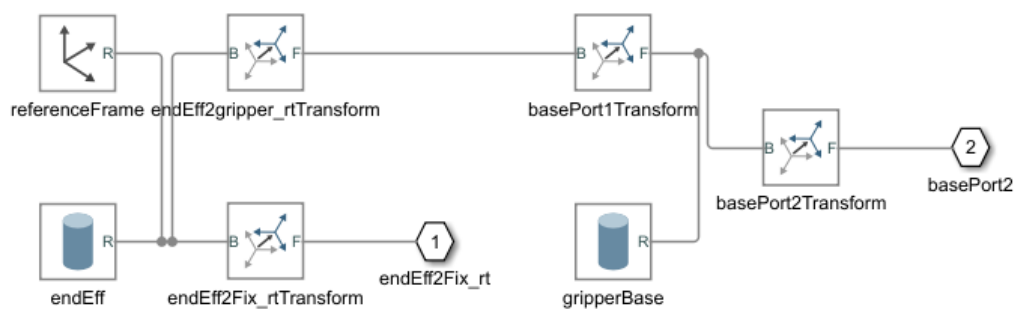 R
B
F
B
F
referenceFrame
endEff2gripper_rtTransform
basePort1Transform
B
F
2
basePort2
basePort2Transform
R
B
F
1
R
endEff2Fix_rt
endEff
endEff2Fix_rtTransform
gripperBase